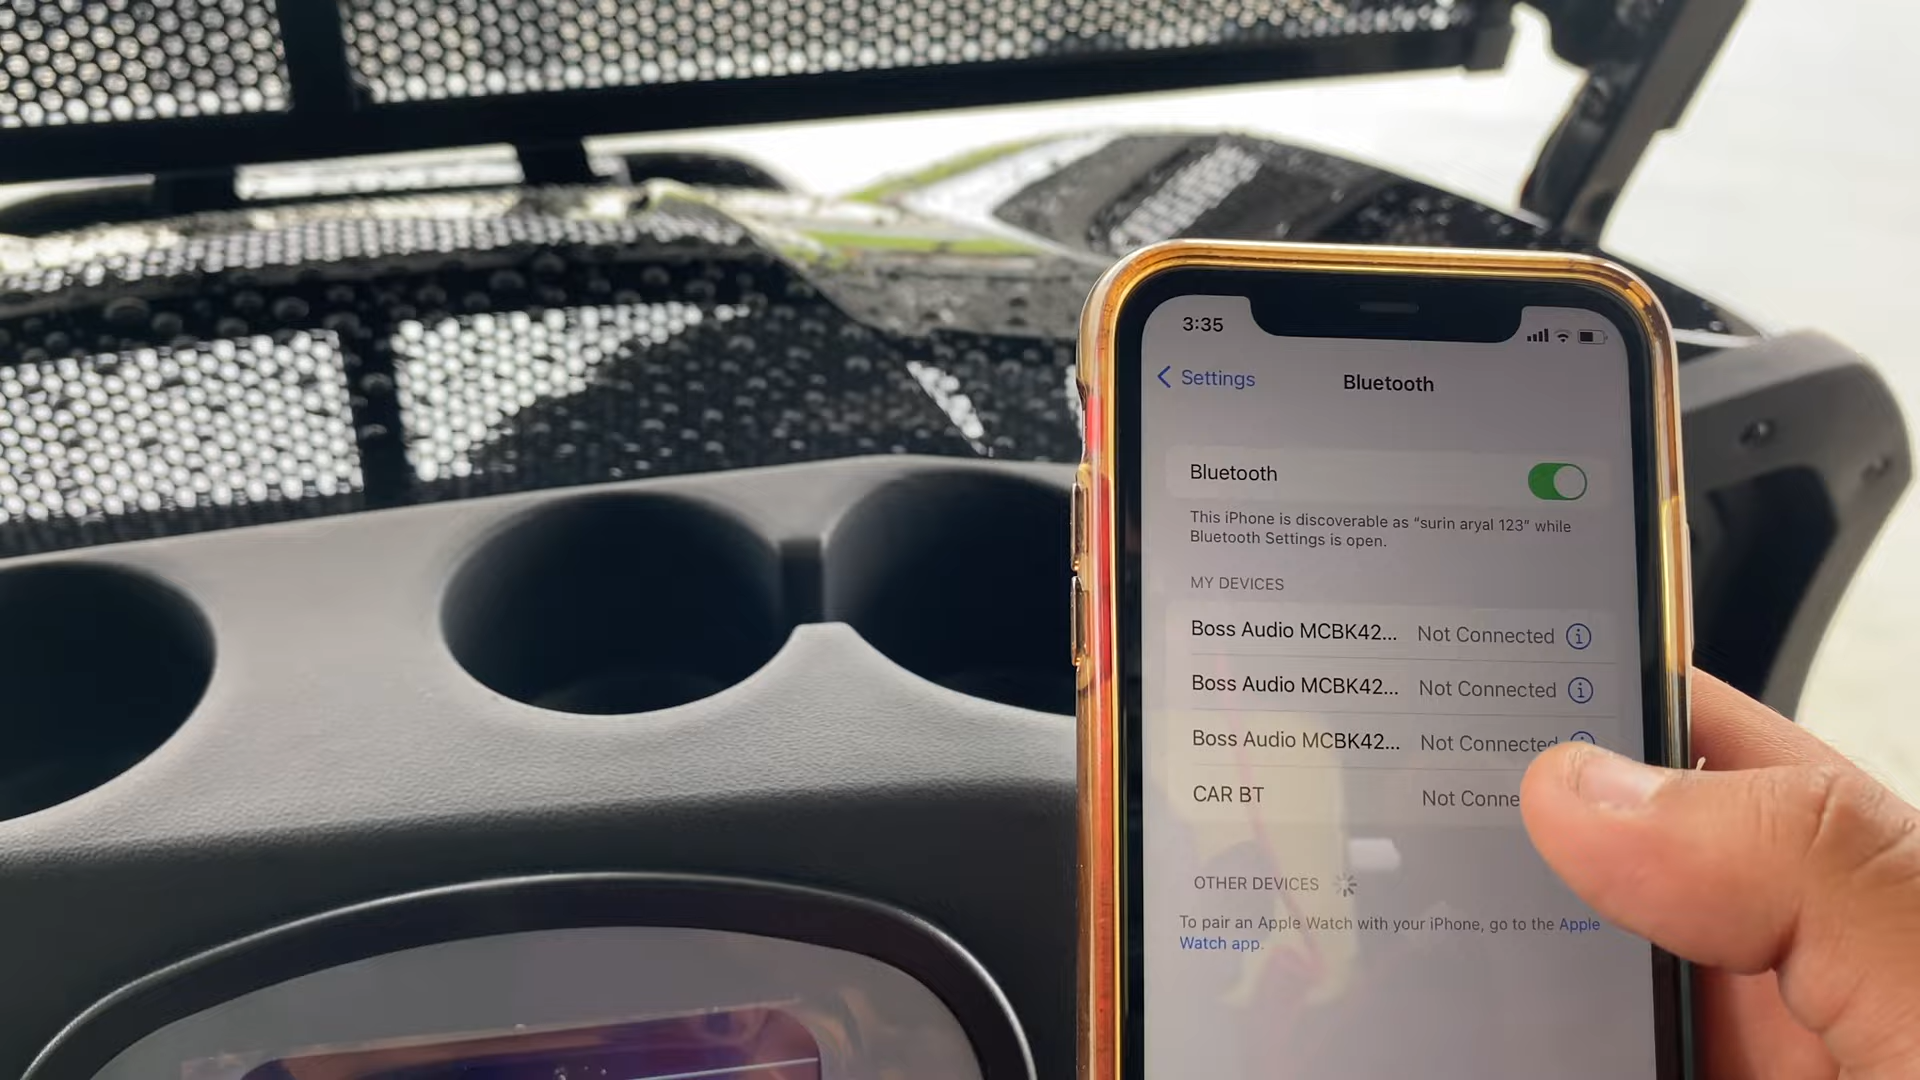 3:35
Settings
Bluetooth
Bluetooth
This iPhone is discoverable as “surin aryal 123” while
Bluetooth Settings is open.
MY DEVICES
Boss Audio MCBK42... Not Connected
Boss Audio MCBK42... Not Connected
Boss Audio MCBK42... Not Connected
CAR BT Not Conne
OTHER DEVICES
To pair an Apple Watch with your iPhone, go to the Apple
Watch app.